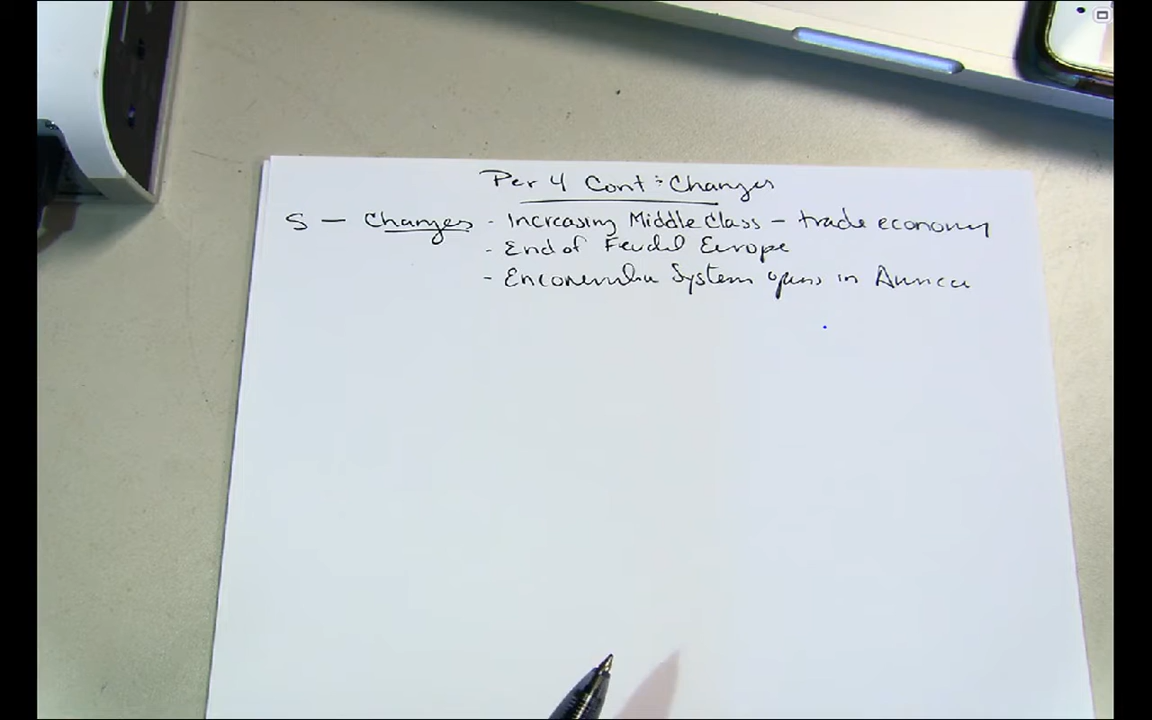 Per 4 Cont : Changes
S - Changes - Increasing Middle Class - trade economy
- End of Feudal Europe
- Encomienda System opens in America